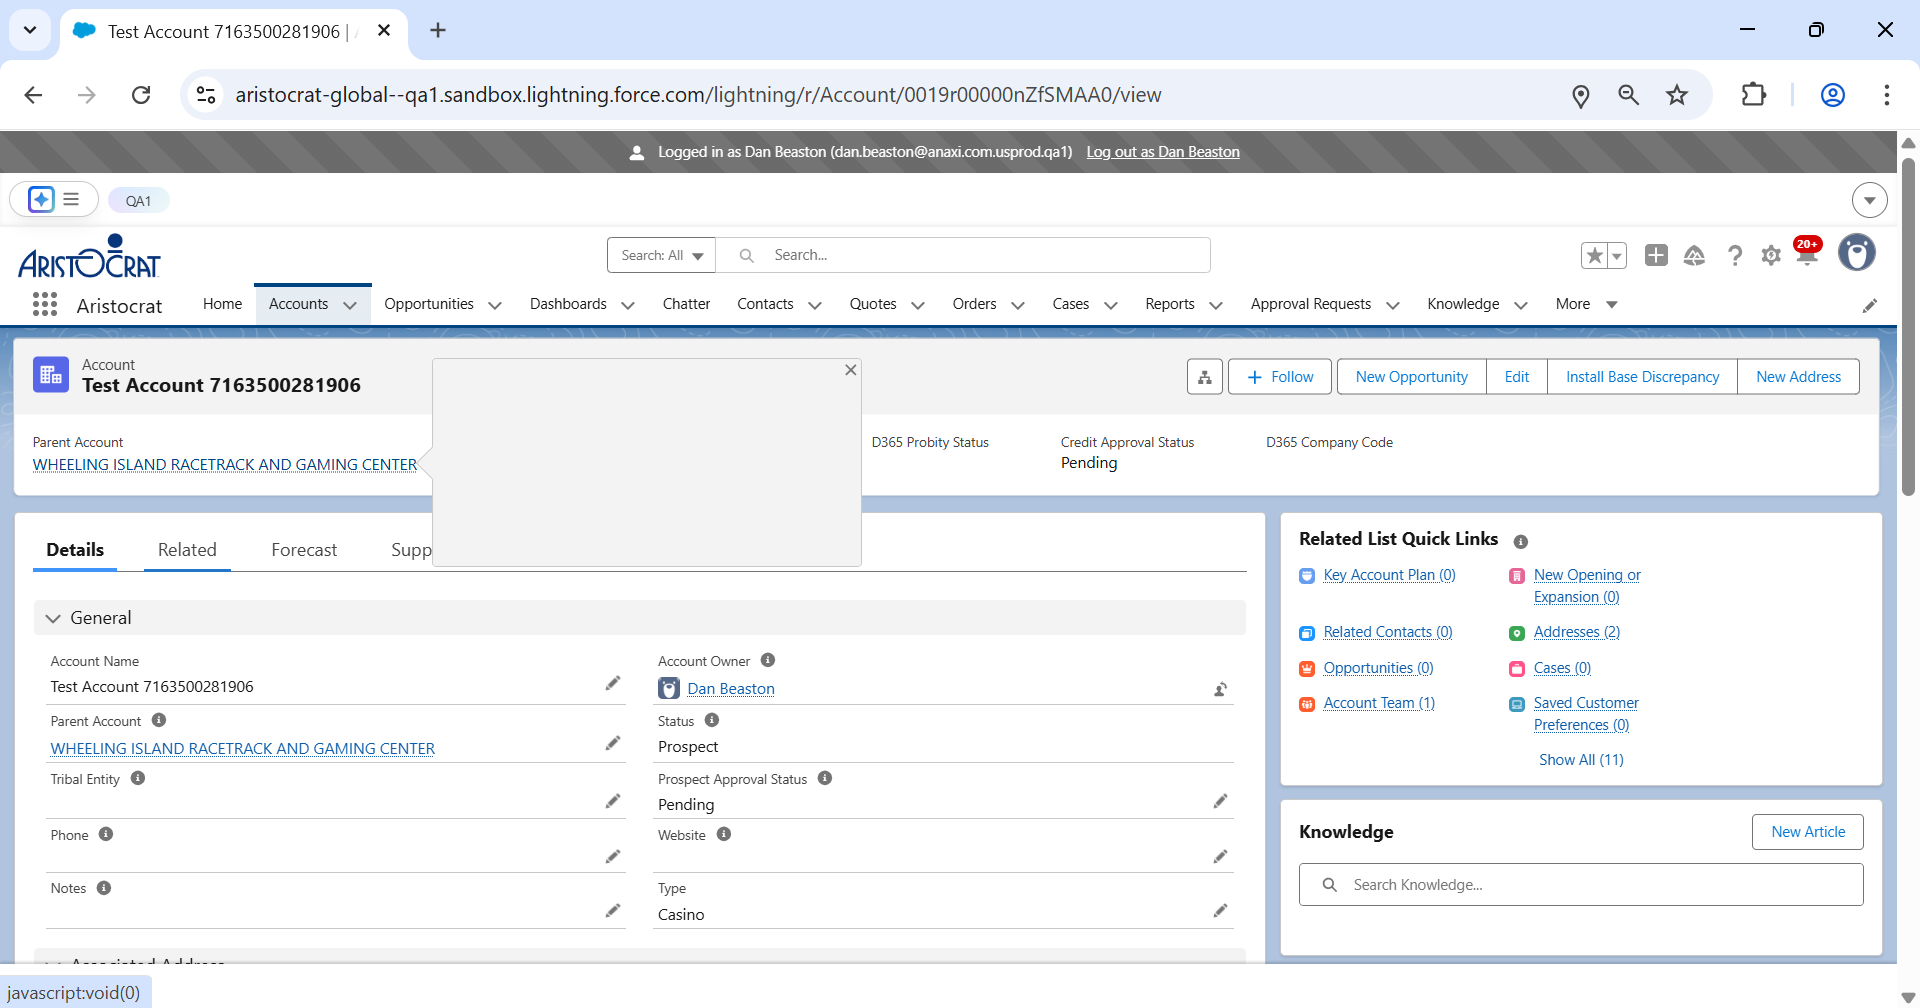 Test Account 7163500281906 |
aristocrat-global--qa1.sandbox.lightning.force.com/lightning/r/Account/0019r00000nZfSMAA0/view
Logged in as Dan Beaston (dan.beaston@anaxi.com.usprod.qa1) Log out as Dan Beaston
QA1
ARISTOCRAT
Search: All
Search...
20+
Aristocrat
Home
Accounts
Opportunities
Dashboards
Chatter
Contacts
Quotes
Orders
Cases
Reports
Approval Requests
Knowledge
More
Account
Test Account 7163500281906
Follow
New Opportunity
Edit
Install Base Discrepancy
New Address
Parent Account
WHEELING ISLAND RACETRACK AND GAMING CENTER
D365 Probity Status
Credit Approval Status
Pending
D365 Company Code
Details
Related
Forecast
Supp
General
Account Name
Test Account 7163500281906
Account Owner
Dan Beaston
Parent Account
WHEELING ISLAND RACETRACK AND GAMING CENTER
Status
Prospect
Tribal Entity
Prospect Approval Status
Pending
Phone
Website
Notes
Type
Casino
Associated Address
Related List Quick Links
Key Account Plan (0)
New Opening or
Expansion (0)
Related Contacts (0)
Addresses (2)
Opportunities (0)
Cases (0)
Account Team (1)
Saved Customer
Preferences (0)
Show All (11)
Knowledge
New Article
Search Knowledge...
javascript:void(0)